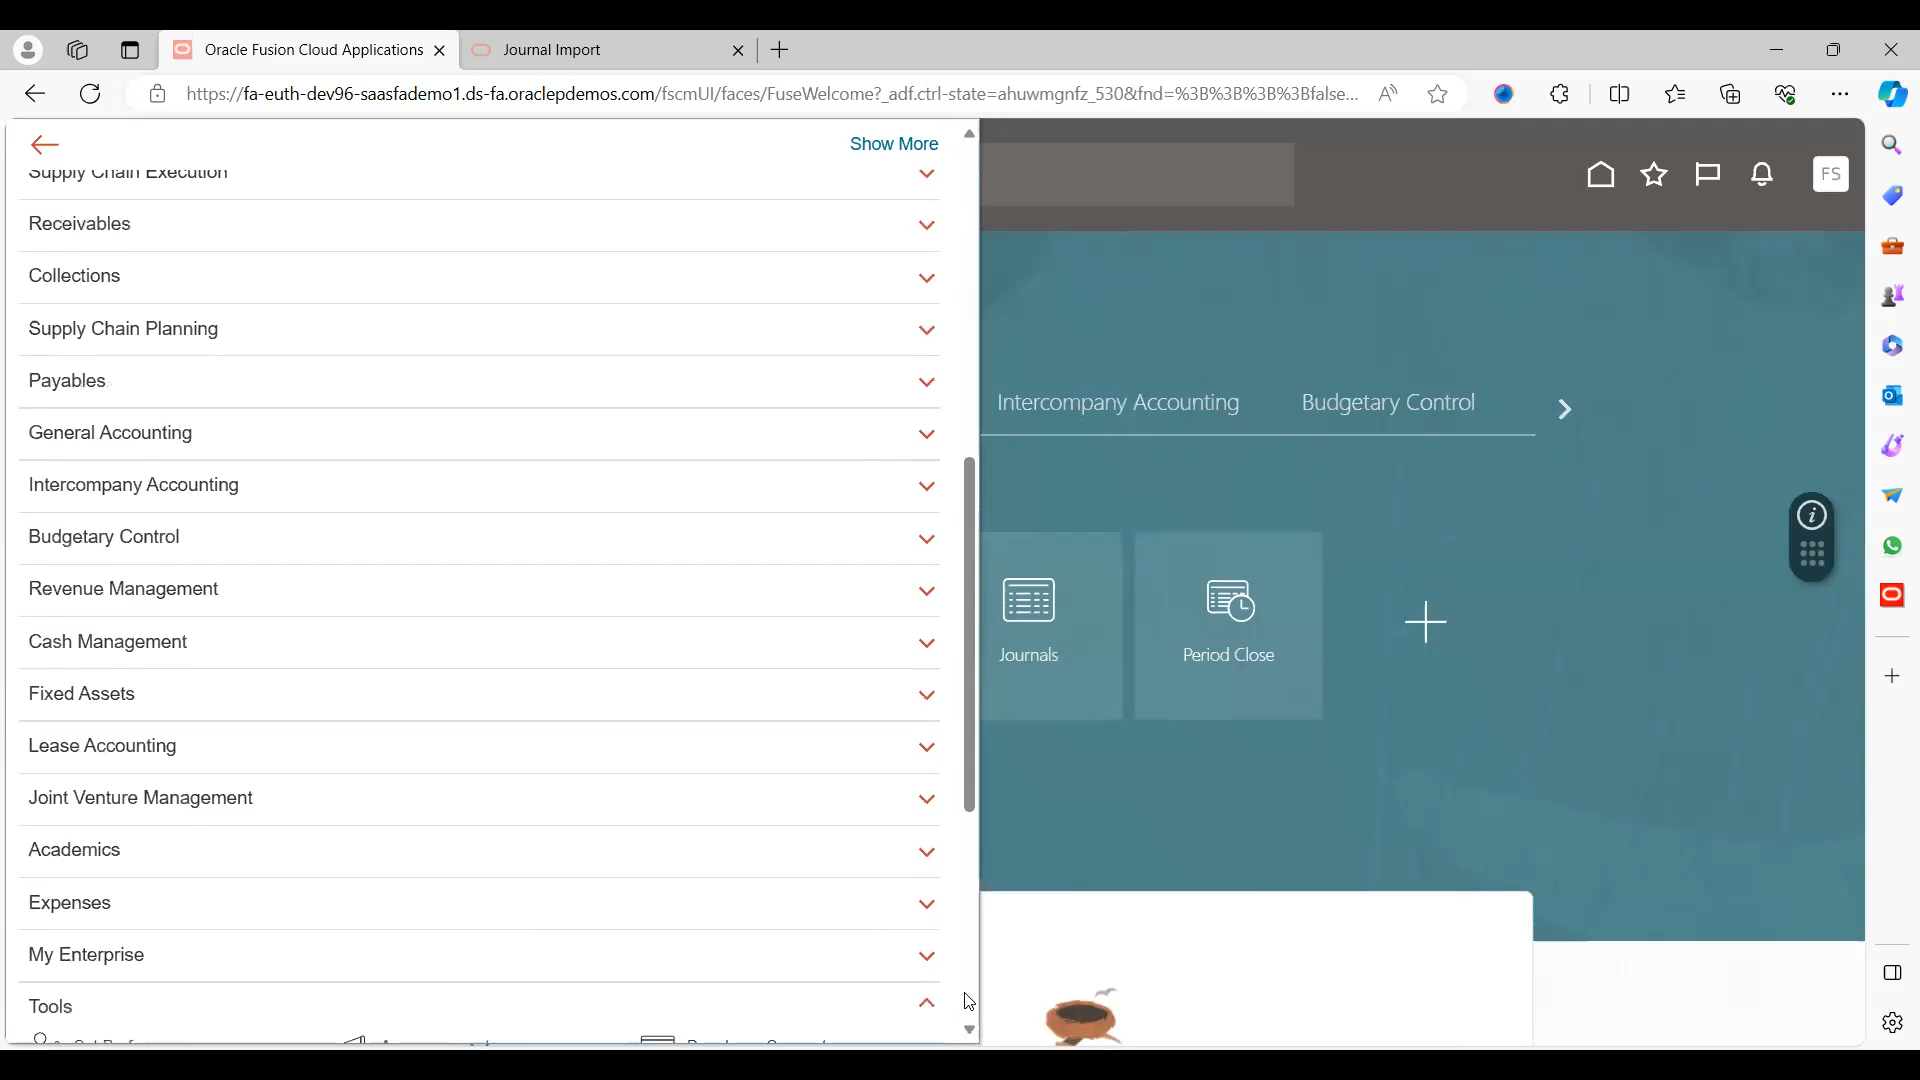 Oracle Fusion Cloud Applications
Journal Import
https://fa-euth-dev96-saasfademo1.ds-fa.oraclepdemos.com/fscmUI/faces/FuseWelcome?_adf.ctrl-state=ahuwmgnfz_530&fnd=%3B%3B%3B%3Bfalse...
Show More
FS
Supply Chain Execution
Receivables
Collections
Supply Chain Planning
Payables
General Accounting
Intercompany Accounting
Budgetary Control
Revenue Management
Cash Management
Fixed Assets
Lease Accounting
Joint Venture Management
Academics
Expenses
My Enterprise
Tools
Intercompany Accounting
Budgetary Control
Journals
Period Close